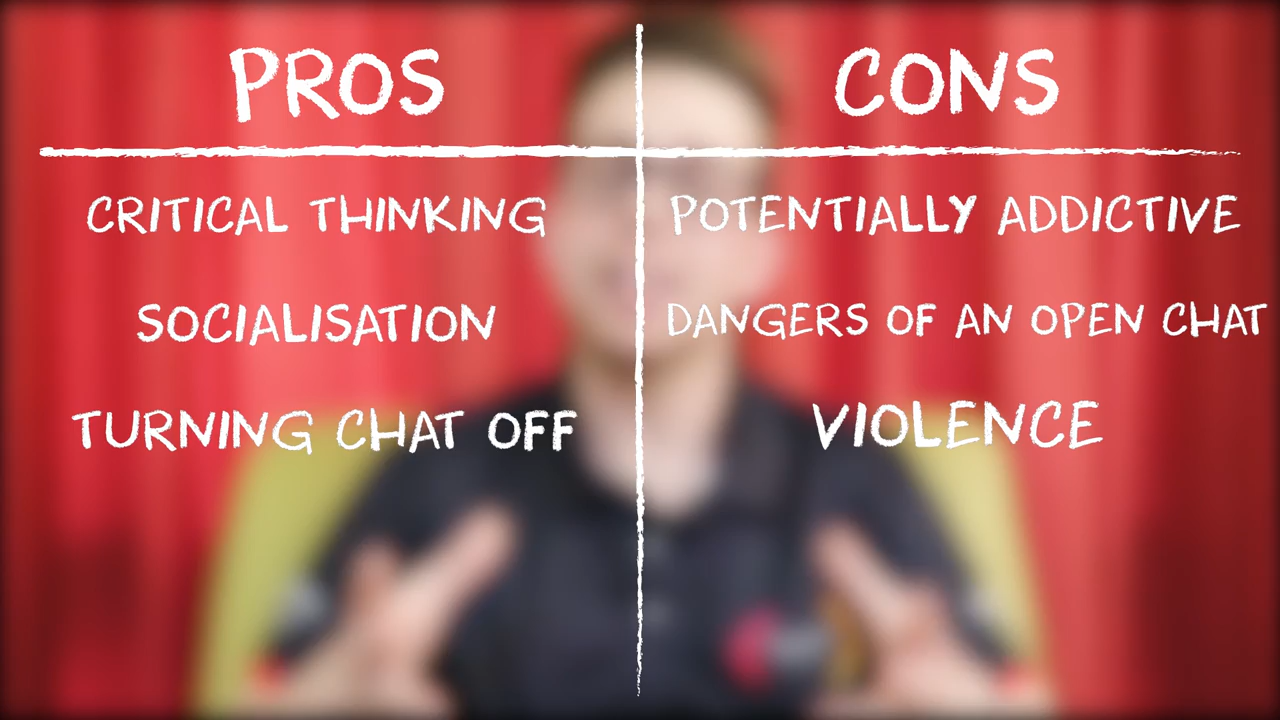 PROS
CONS
CRITICAL THINKING
POTENTIALLY ADDICTIVE
SOCIALISATION
DANGERS OF AN OPEN CHAT
TURNING CHAT OFF
VIOLENCE